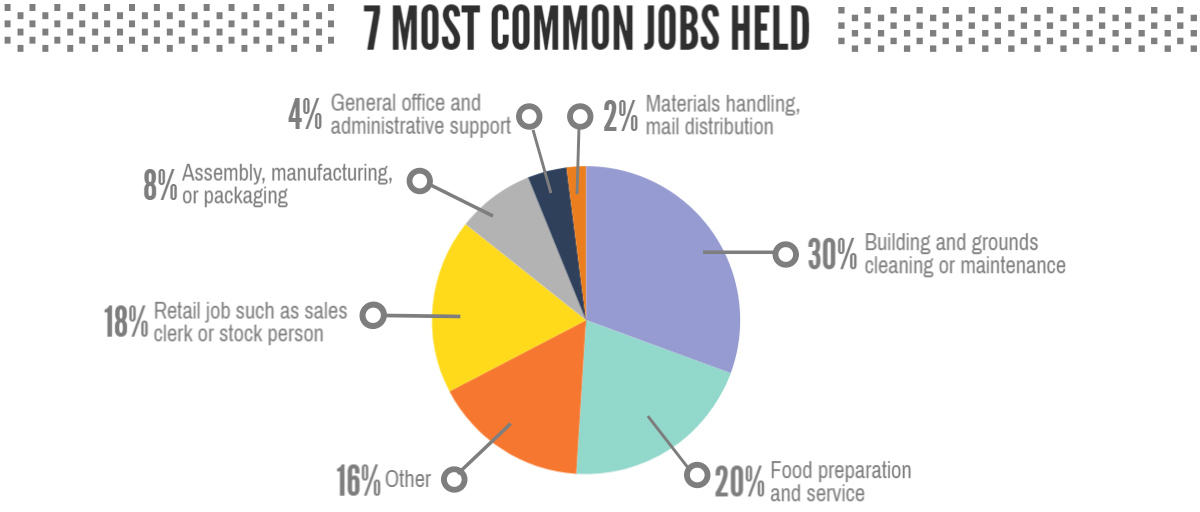 7 MOST COMMON JOBS HELD
4% General office and
administrative support
2% Materials handling,
mail distribution
8% Assembly, manufacturing,
or packaging
30% Building and grounds
cleaning or maintenance
18% Retail job such as sales
clerk or stock person
16% Other
20% Food preparation
and service